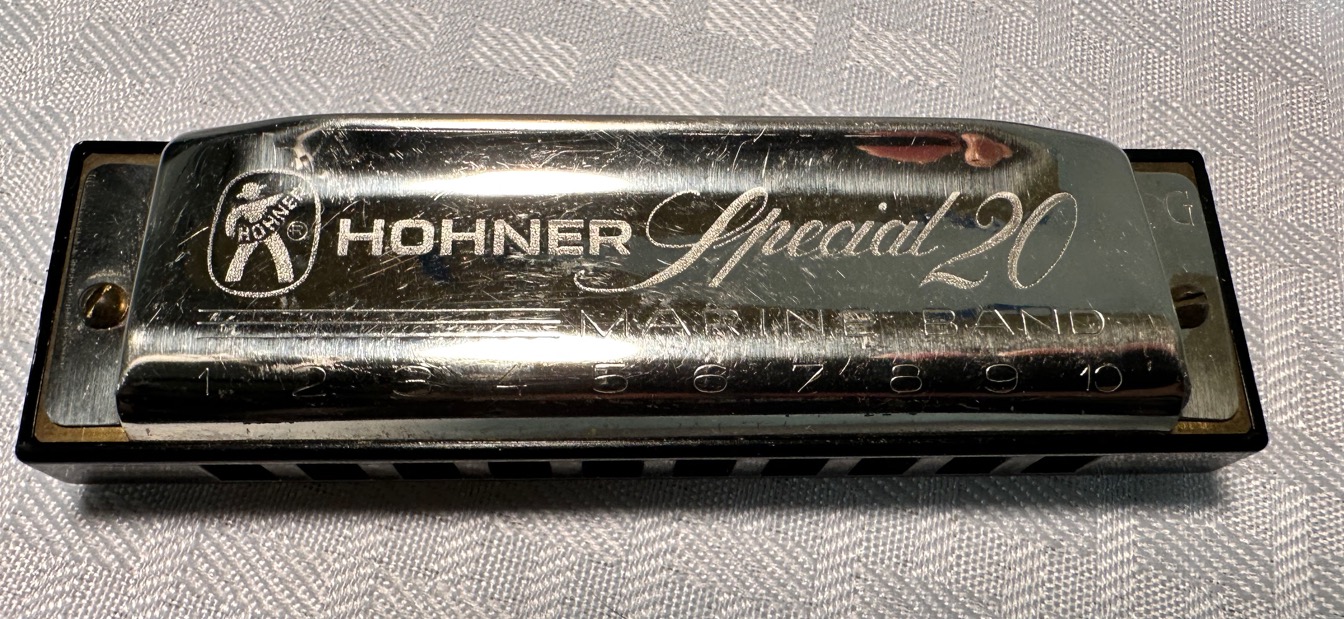 HOHNER ® HOHNER Special 20
G
MARINE BAND
1 2 3 4 5 6 7 8 9 10